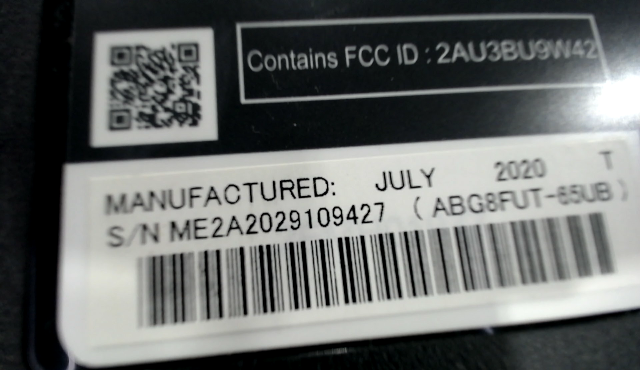 Contains FCC ID : 2AU3BU9W42
MANUFACTURED: JULY 2020 T
S/N ME2A2029109427 ( ABG8FUT-65UB )